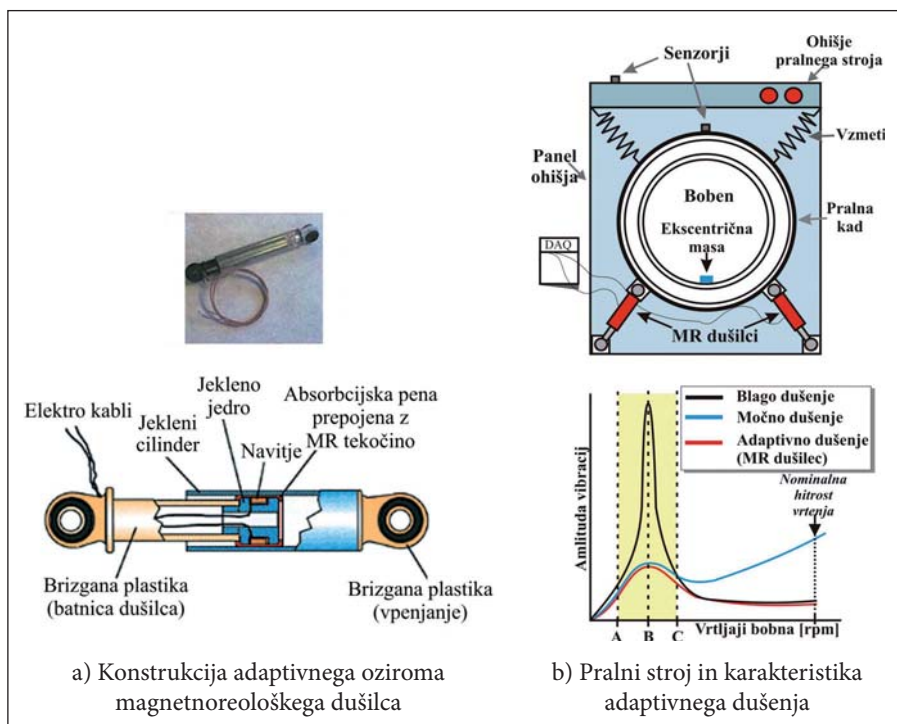 Elektro kabli
Jekleni
cilinder
Jekleno
jedro
Navitje
Absorbcijska pena
prepojena z
MR tekočino
Brizgana plastika
(batnica dušilca)
Brizgana plastika
(vpenjanje)
a) Konstrukcija adaptivnega oziroma
magnetnoreološkega dušilca
Senzorji
Ohišje
pralnega stroja
Vzmeti
Panel
ohišja
Boben
Pralna
kad
Ekscentrična
masa
DAQ
MR dušilci
Blago dušenje
Močno dušenje
Adaptivno dušenje
(MR dušilec)
Nominalna
hitrost
vrtenja
Amlituda vibracij
A B C Vrtljaji bobna [rpm]
b) Pralni stroj in karakteristika
adaptivnega dušenja